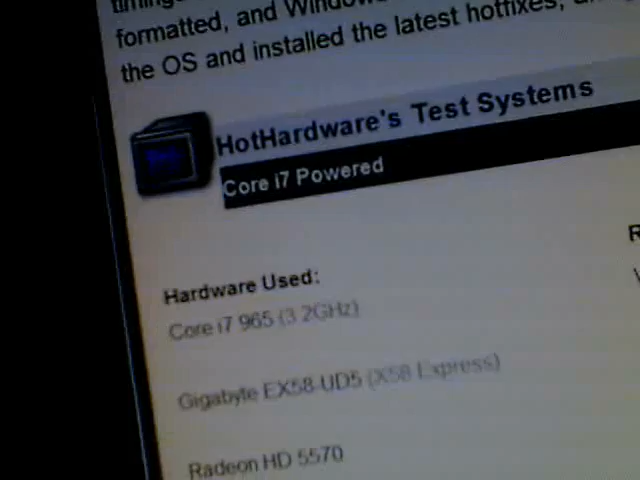 formatted, and
the OS and installed the latest hotfixes,
HotHardware's Test Systems
Core i7 Powered
Hardware Used:
Core i7 965 (3.2GHz)
Gigabyte EX58-UD5 (X58 Express)
Radeon HD 5570